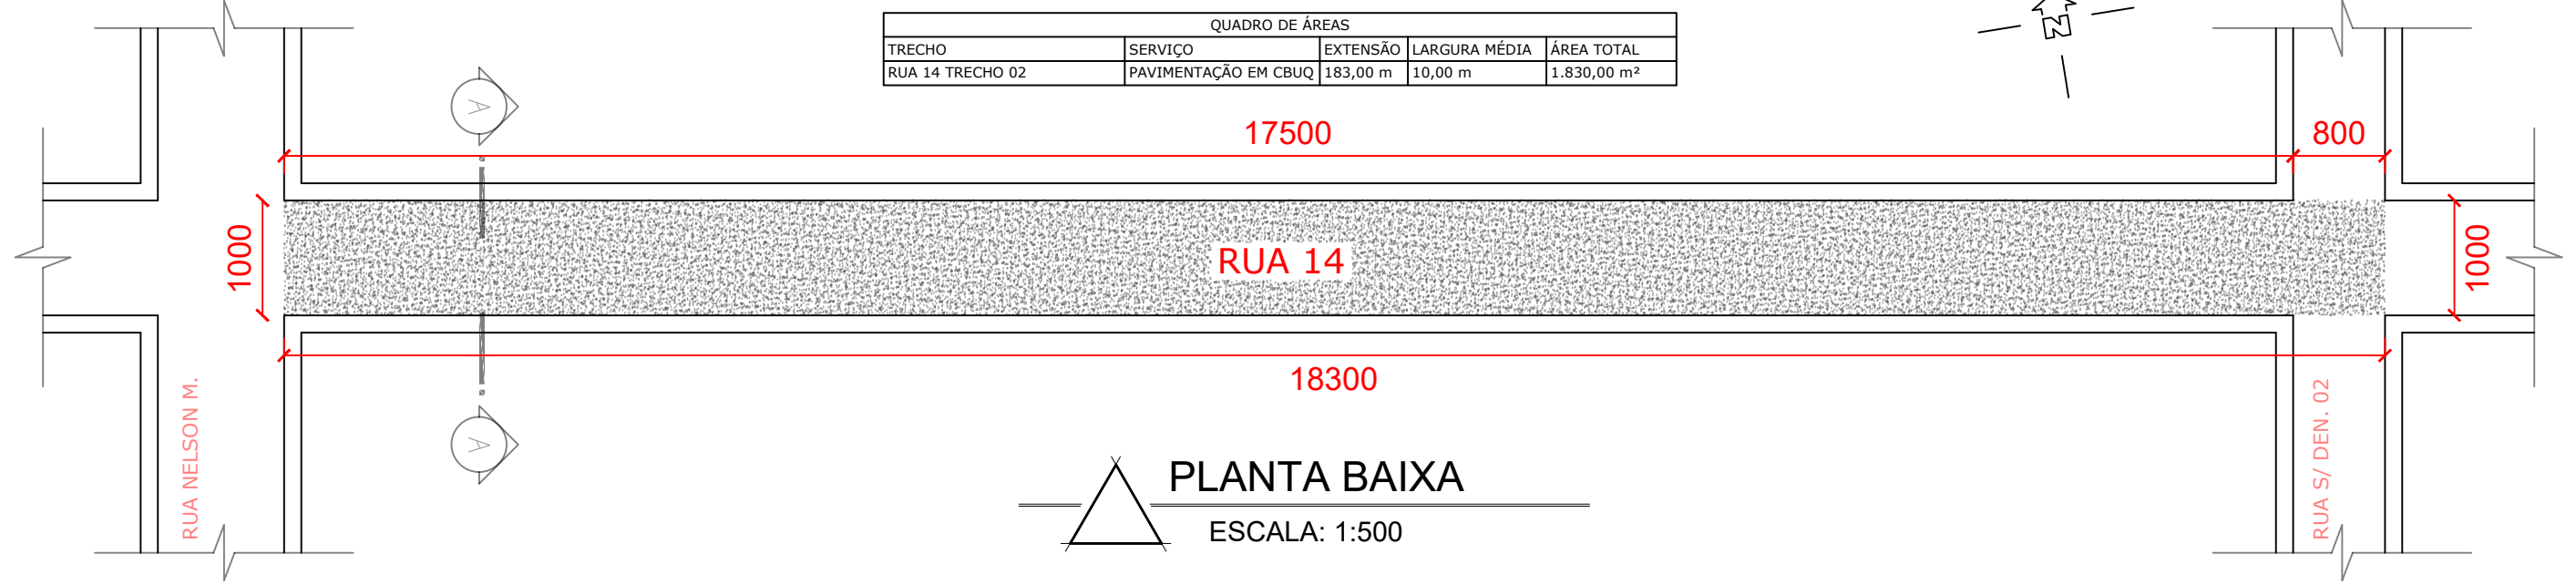 QUADRO DE ÁREAS
TRECHO SERVIÇO EXTENSÃO LARGURA MÉDIA ÁREA TOTAL
RUA 14 TRECHO 02 PAVIMENTAÇÃO EM CBUQ 183,00 m 10,00 m 1.830,00 m²
N
A
17500
800
1000
RUA 14
1000
18300
RUA NELSON M.
A
RUA S/ DEN. 02
PLANTA BAIXA
ESCALA: 1:500